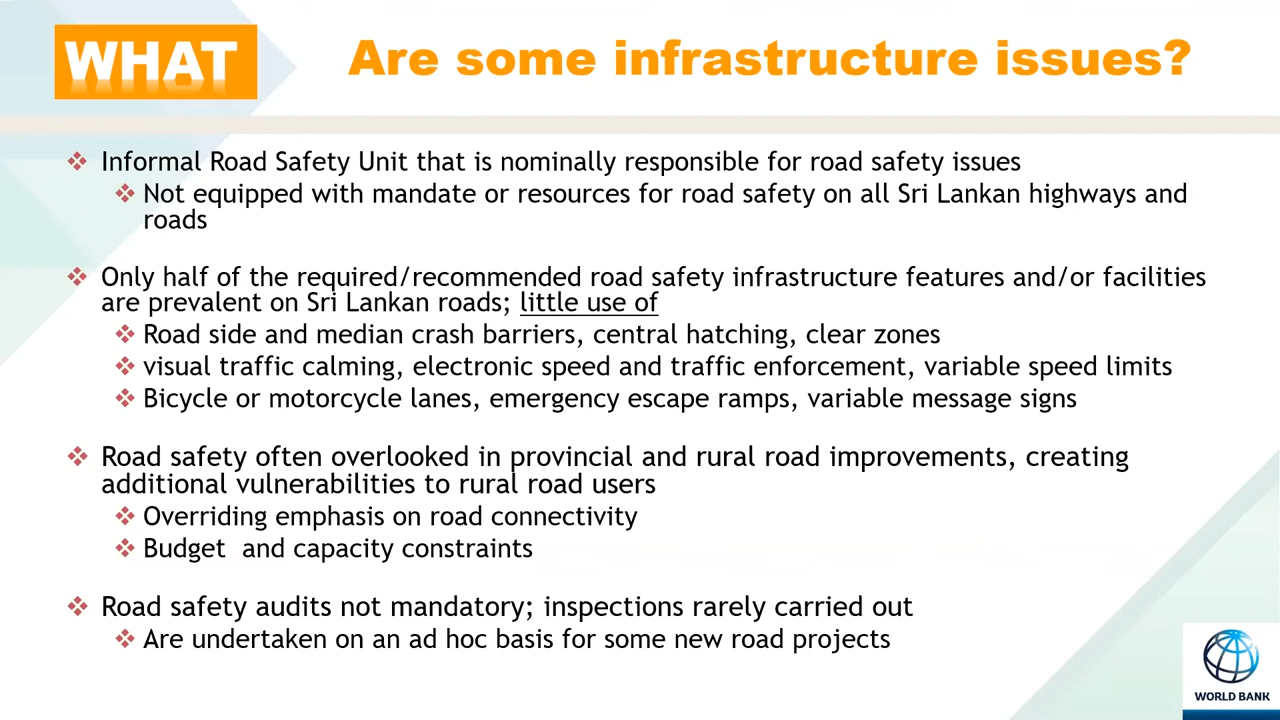 WHAT
Are some infrastructure issues?
❖ Informal Road Safety Unit that is nominally responsible for road safety issues
❖ Not equipped with mandate or resources for road safety on all Sri Lankan highways and
roads
❖ Only half of the required/recommended road safety infrastructure features and/or facilities
are prevalent on Sri Lankan roads; little use of
❖ Road side and median crash barriers, central hatching, clear zones
❖ visual traffic calming, electronic speed and traffic enforcement, variable speed limits
❖ Bicycle or motorcycle lanes, emergency escape ramps, variable message signs
❖ Road safety often overlooked in provincial and rural road improvements, creating
additional vulnerabilities to rural road users
❖ Overriding emphasis on road connectivity
❖ Budget  and capacity constraints
❖ Road safety audits not mandatory; inspections rarely carried out
❖ Are undertaken on an ad hoc basis for some new road projects
WORLD BANK